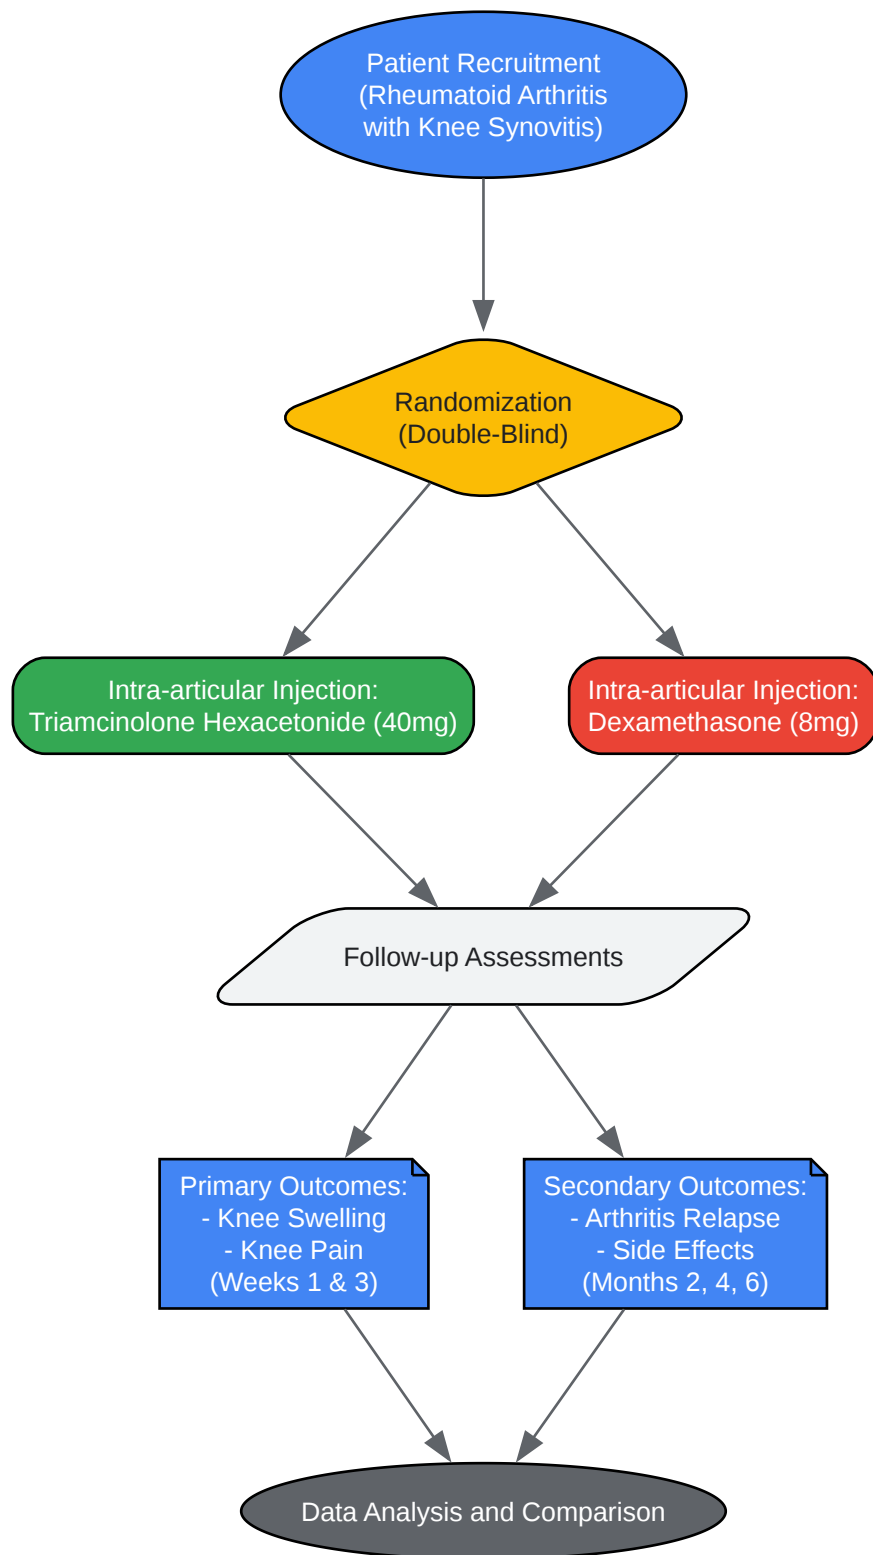 Patient Recruitment
(Rheumatoid Arthritis
with Knee Synovitis)
Randomization
(Double-Blind)
Intra-articular Injection:
Triamcinolone Hexacetonide (40mg)
Intra-articular Injection:
Dexamethasone (8mg)
Follow-up Assessments
Primary Outcomes:
- Knee Swelling
- Knee Pain
(Weeks 1 & 3)
Secondary Outcomes:
- Arthritis Relapse
- Side Effects
(Months 2, 4, 6)
Data Analysis and Comparison